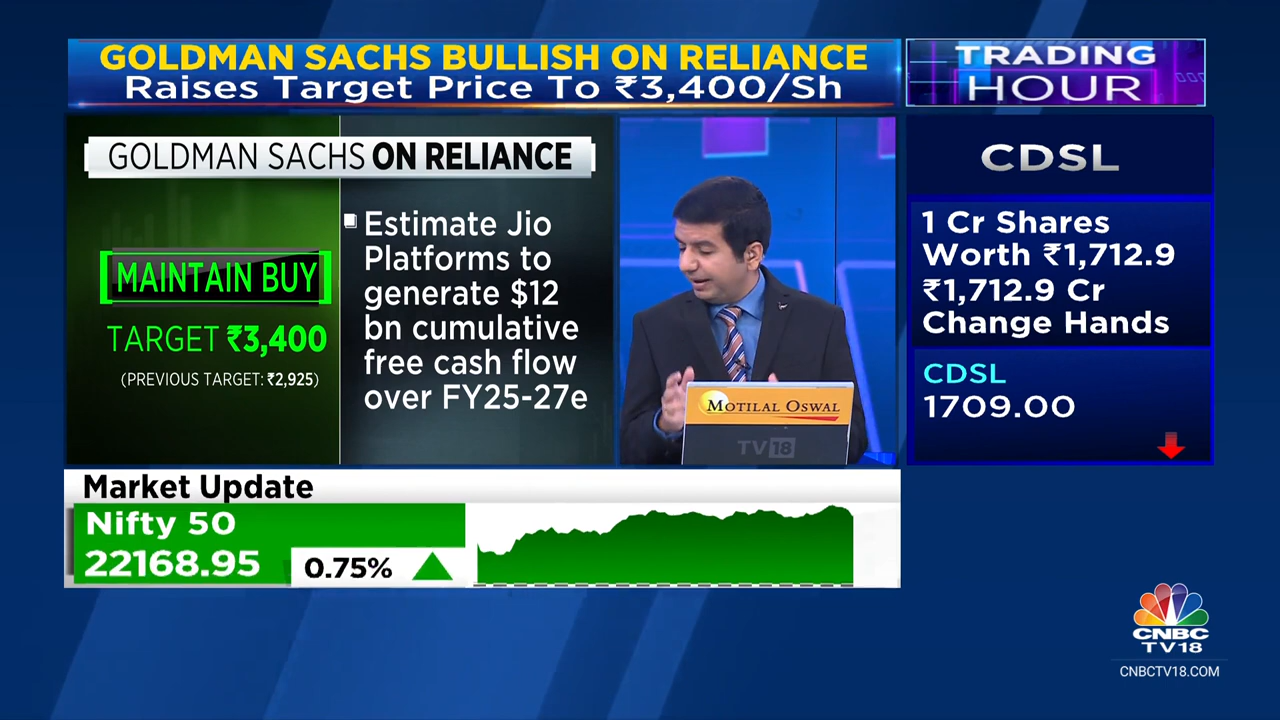 GOLDMAN SACHS BULLISH ON RELIANCE
Raises Target Price To ₹3,400/Sh
TRADING
HOUR
GOLDMAN SACHS ON RELIANCE
MAINTAIN BUY
TARGET ₹3,400
(PREVIOUS TARGET: ₹2,925)
Estimate Jio
Platforms to
generate $12
bn cumulative
free cash flow
over FY25-27e
MOTILAL OSWAL
TV18
CDSL
1 Cr Shares
Worth ₹1,712.9
₹1,712.9 Cr
Change Hands
CDSL
1709.00
Market Update
Nifty 50
22168.95
0.75%
CNBC
TV18
CNBCTV18.COM